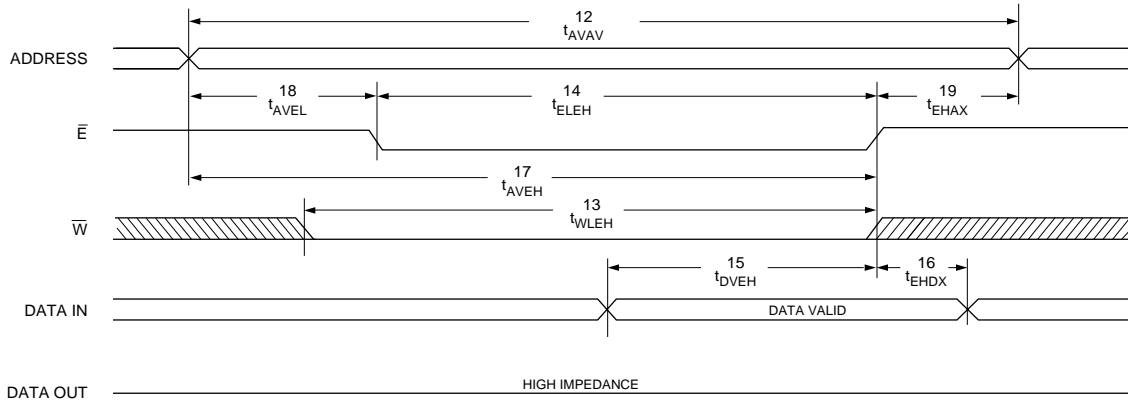 12
tAVAV
ADDRESS
18
tAVEL
14
tELEH
19
tEHAX
E̅
17
tAVEH
13
tWLEH
W̅
15
tDVEH
16
tEHDX
DATA IN
DATA VALID
DATA OUT
HIGH IMPEDANCE